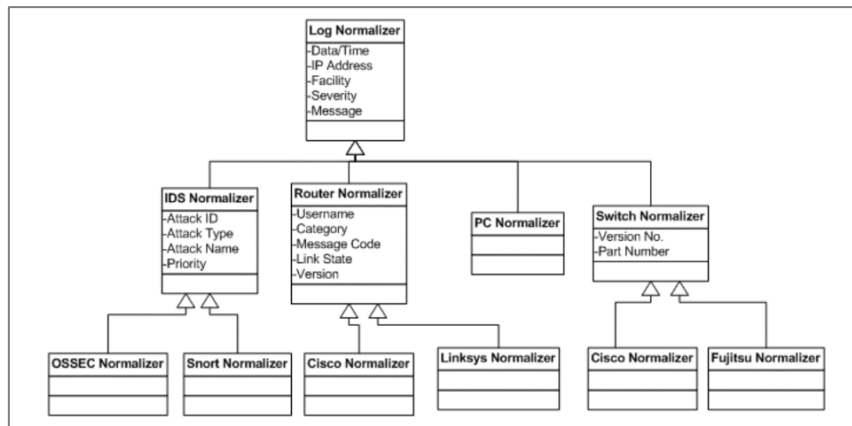 Log Normalizer
-Data/Time
-IP Address
-Facility
-Severity
-Message
IDS Normalizer
-Attack ID
-Attack Type
-Attack Name
-Priority
Router Normalizer
-Username
-Category
-Message Code
-Link State
-Version
PC Normalizer
Switch Normalizer
-Version No.
-Part Number
OSSEC Normalizer
Snort Normalizer
Cisco Normalizer
Linksys Normalizer
Cisco Normalizer
Fujitsu Normalizer